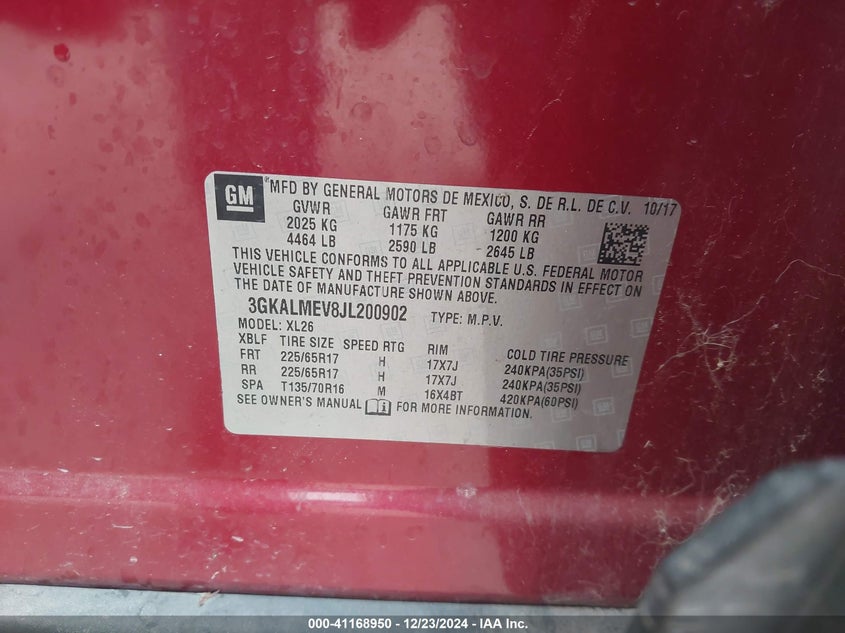 GM
MFD BY GENERAL MOTORS DE MEXICO, S. DE R.L. DE C.V. 10/17
GVWR GAWR FRT GAWR RR
2025 KG 1175 KG 1200 KG
4464 LB 2590 LB 2645 LB
THIS VEHICLE CONFORMS TO ALL APPLICABLE U.S. FEDERAL MOTOR
VEHICLE SAFETY AND THEFT PREVENTION STANDARDS IN EFFECT ON
THE DATE OF MANUFACTURE SHOWN ABOVE.
3GKALMEV8JL200902 TYPE: M.P.V.
MODEL: XL26
XBLF TIRE SIZE SPEED RTG RIM COLD TIRE PRESSURE
FRT 225/65R17 H 17X7J 240KPA(35PSI)
RR 225/65R17 H 17X7J 240KPA(35PSI)
SPA T135/70R16 M 16X4BT 420KPA(60PSI)
SEE OWNER'S MANUAL FOR MORE INFORMATION.
000-41168950 - 12/23/2024 - IAA Inc.